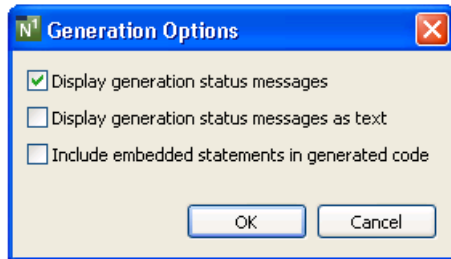 N1 Generation Options
Display generation status messages
Display generation status messages as text
Include embedded statements in generated code
OK Cancel